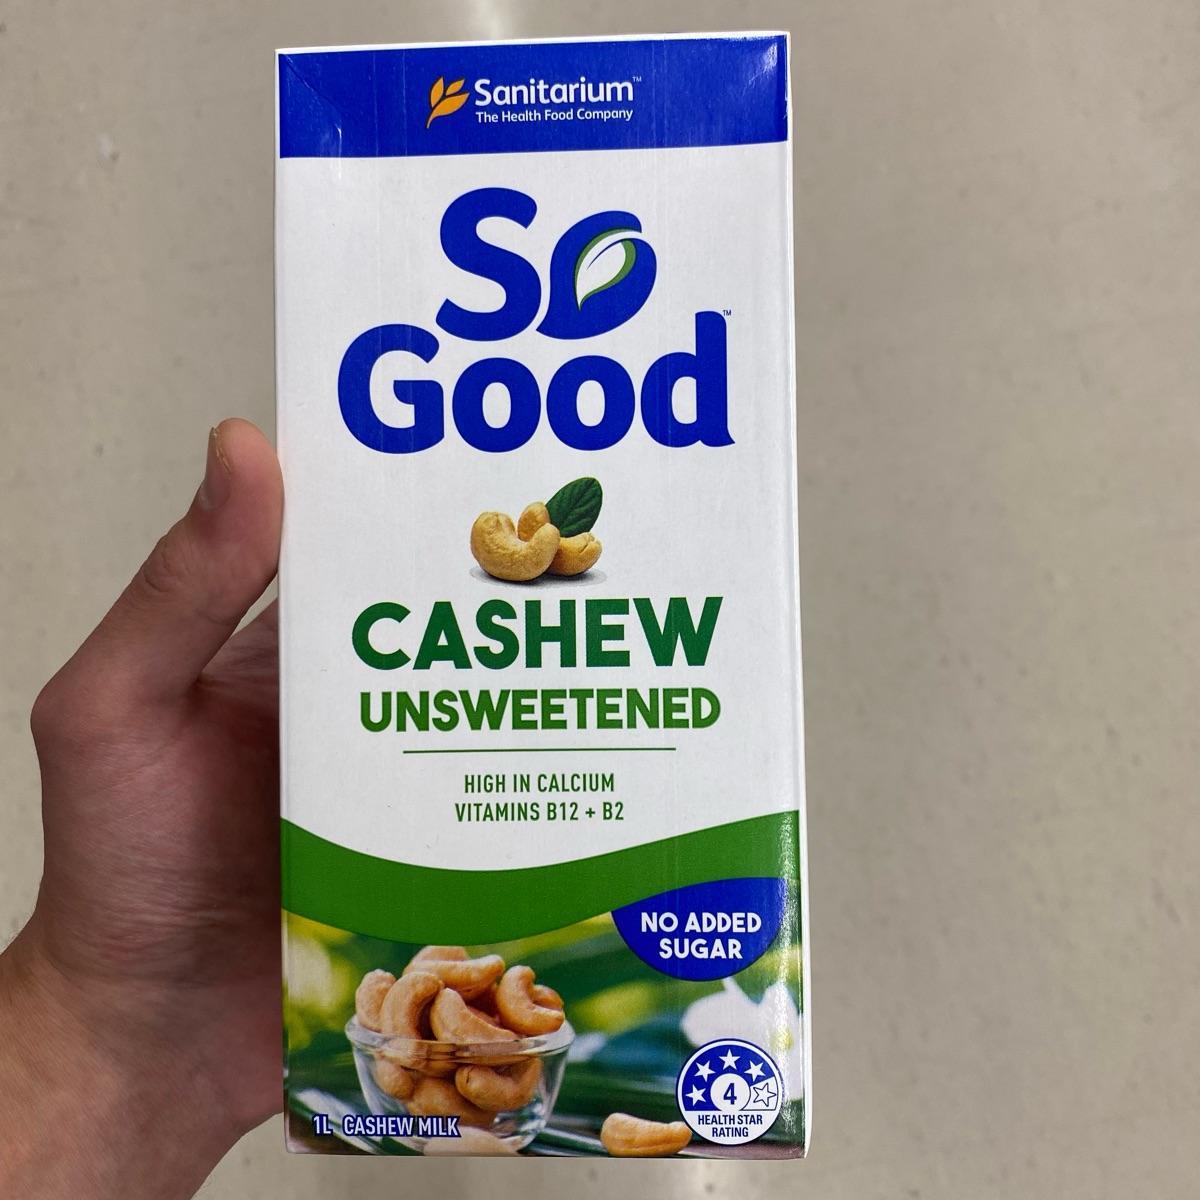 Sanitarium™
The Health Food Company
So
Good™
CASHEW
UNSWEETENED
HIGH IN CALCIUM
VITAMINS B12 + B2
NO ADDED
SUGAR
4
HEALTH STAR
RATING
1L CASHEW MILK